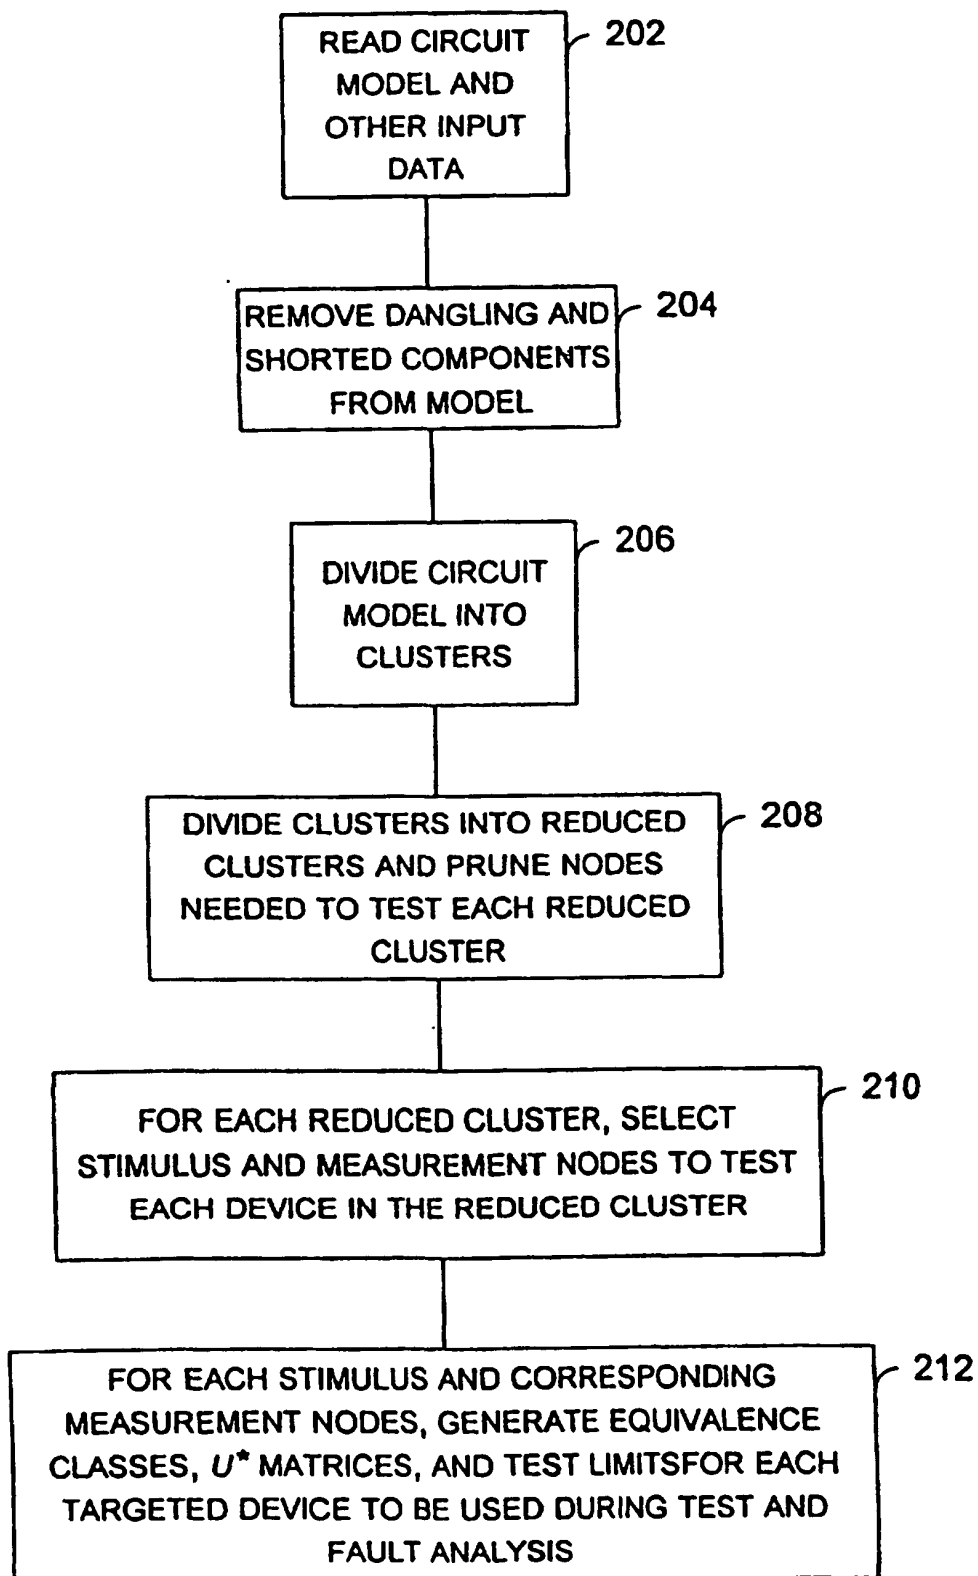 READ CIRCUIT
MODEL AND
OTHER INPUT
DATA
202
REMOVE DANGLING AND
SHORTED COMPONENTS
FROM MODEL
204
DIVIDE CIRCUIT
MODEL INTO
CLUSTERS
206
DIVIDE CLUSTERS INTO REDUCED
CLUSTERS AND PRUNE NODES
NEEDED TO TEST EACH REDUCED
CLUSTER
208
FOR EACH REDUCED CLUSTER, SELECT
STIMULUS AND MEASUREMENT NODES TO TEST
EACH DEVICE IN THE REDUCED CLUSTER
210
FOR EACH STIMULUS AND CORRESPONDING
MEASUREMENT NODES, GENERATE EQUIVALENCE
CLASSES, U* MATRICES, AND TEST LIMITSFOR EACH
TARGETED DEVICE TO BE USED DURING TEST AND
FAULT ANALYSIS
212